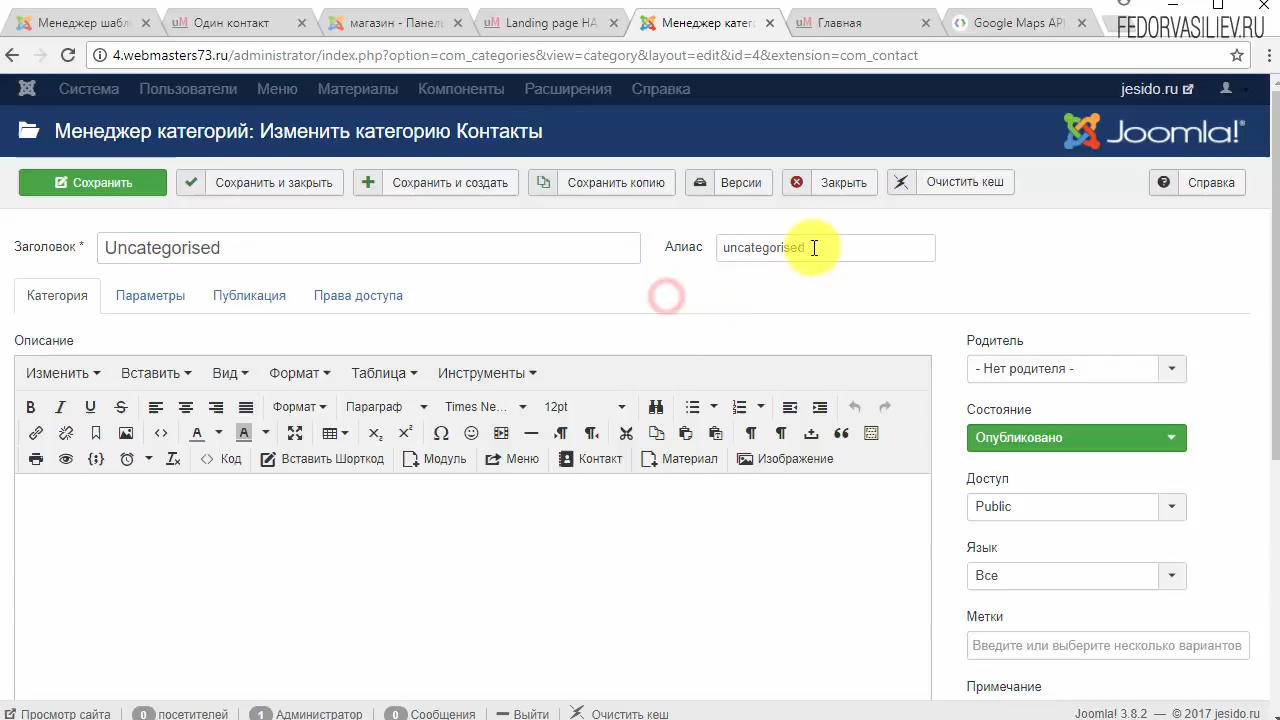 Менеджер шабл
Один контакт
магазин - Панель
Landing page НА
Менеджер катег
Главная
Google Maps API
FEDORVASILIEV.RU
4.webmasters73.ru/administrator/index.php?option=com_categories&view=category&layout=edit&id=4&extension=com_contact
Система Пользователи Меню Материалы Компоненты Расширения Справка jesido.ru
Менеджер категорий: Изменить категорию Контакты
Joomla!®
Сохранить Сохранить и закрыть Сохранить и создать Сохранить копию Версии Закрыть Очистить кеш Справка
Заголовок * Uncategorised Алиас uncategorised
Категория Параметры Публикация Права доступа
Описание
Изменить Вставить Вид Формат Таблица Инструменты
Формат Параграф Times Ne... 12pt
Код Вставить Шорткод Модуль Меню Контакт Материал Изображение
Родитель
- Нет родителя -
Состояние
Опубликовано
Доступ
Public
Язык
Все
Метки
Введите или выберите несколько вариантов
Примечание
Просмотр сайта 0 посетителей 1 Администратор 0 Сообщения Выйти Очистить кеш Joomla! 3.8.2 — © 2017 jesido.ru